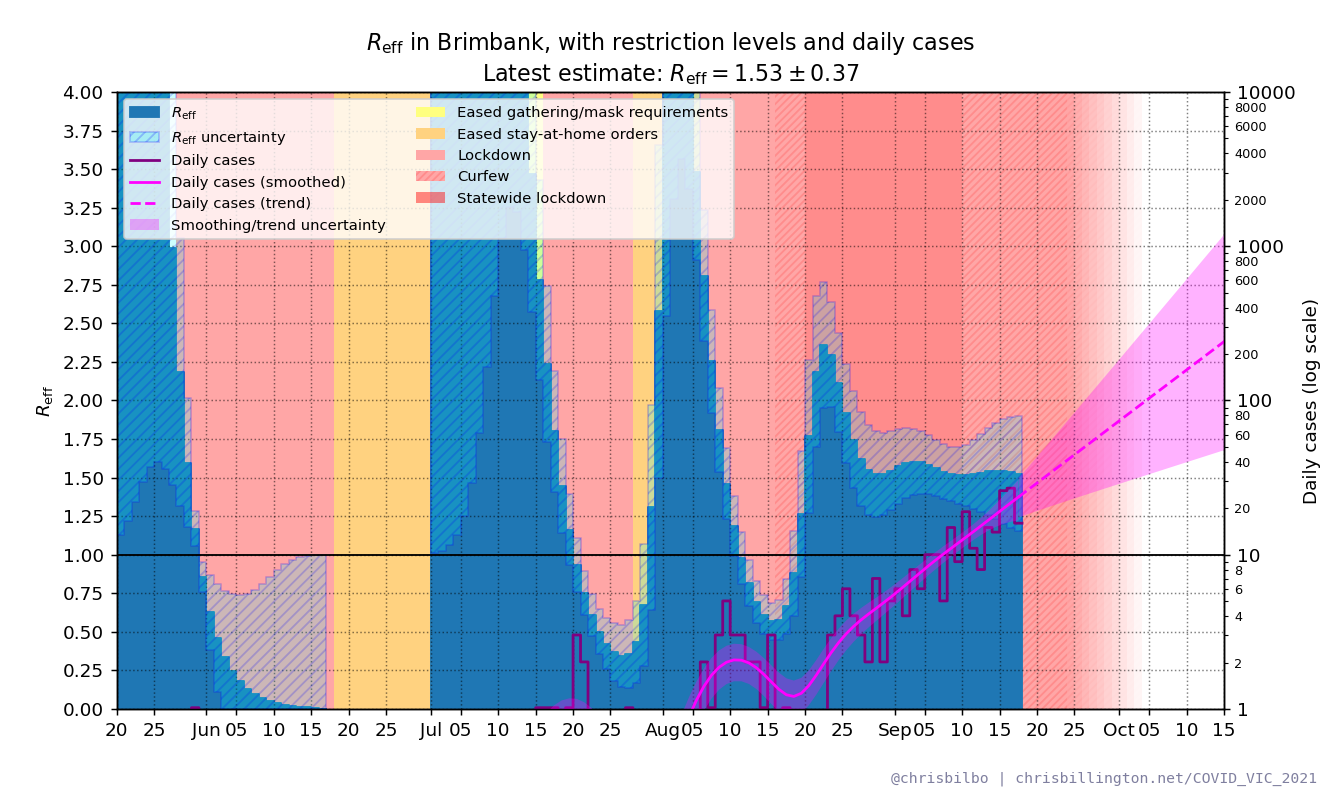 Reff in Brimbank, with restriction levels and daily cases
Latest estimate: Reff = 1.53 ± 0.37
Reff
Reff uncertainty
Daily cases
Daily cases (smoothed)
Daily cases (trend)
Smoothing/trend uncertainty
Eased gathering/mask requirements
Eased stay-at-home orders
Lockdown
Curfew
Statewide lockdown
Reff
4.00
3.75
3.50
3.25
3.00
2.75
2.50
2.25
2.00
1.75
1.50
1.25
1.00
0.75
0.50
0.25
0.00
10000
8000
6000
4000
2000
1000
800
600
400
200
100
80
60
40
20
10
8
6
4
2
1
Daily cases (log scale)
20 25 Jun 05 10 15 20 25 Jul 05 10 15 20 25 Aug 05 10 15 20 25 Sep 05 10 15 20 25 Oct 05 10 15
@chrisbilbo | chrisbillington.net/COVID_VIC_2021